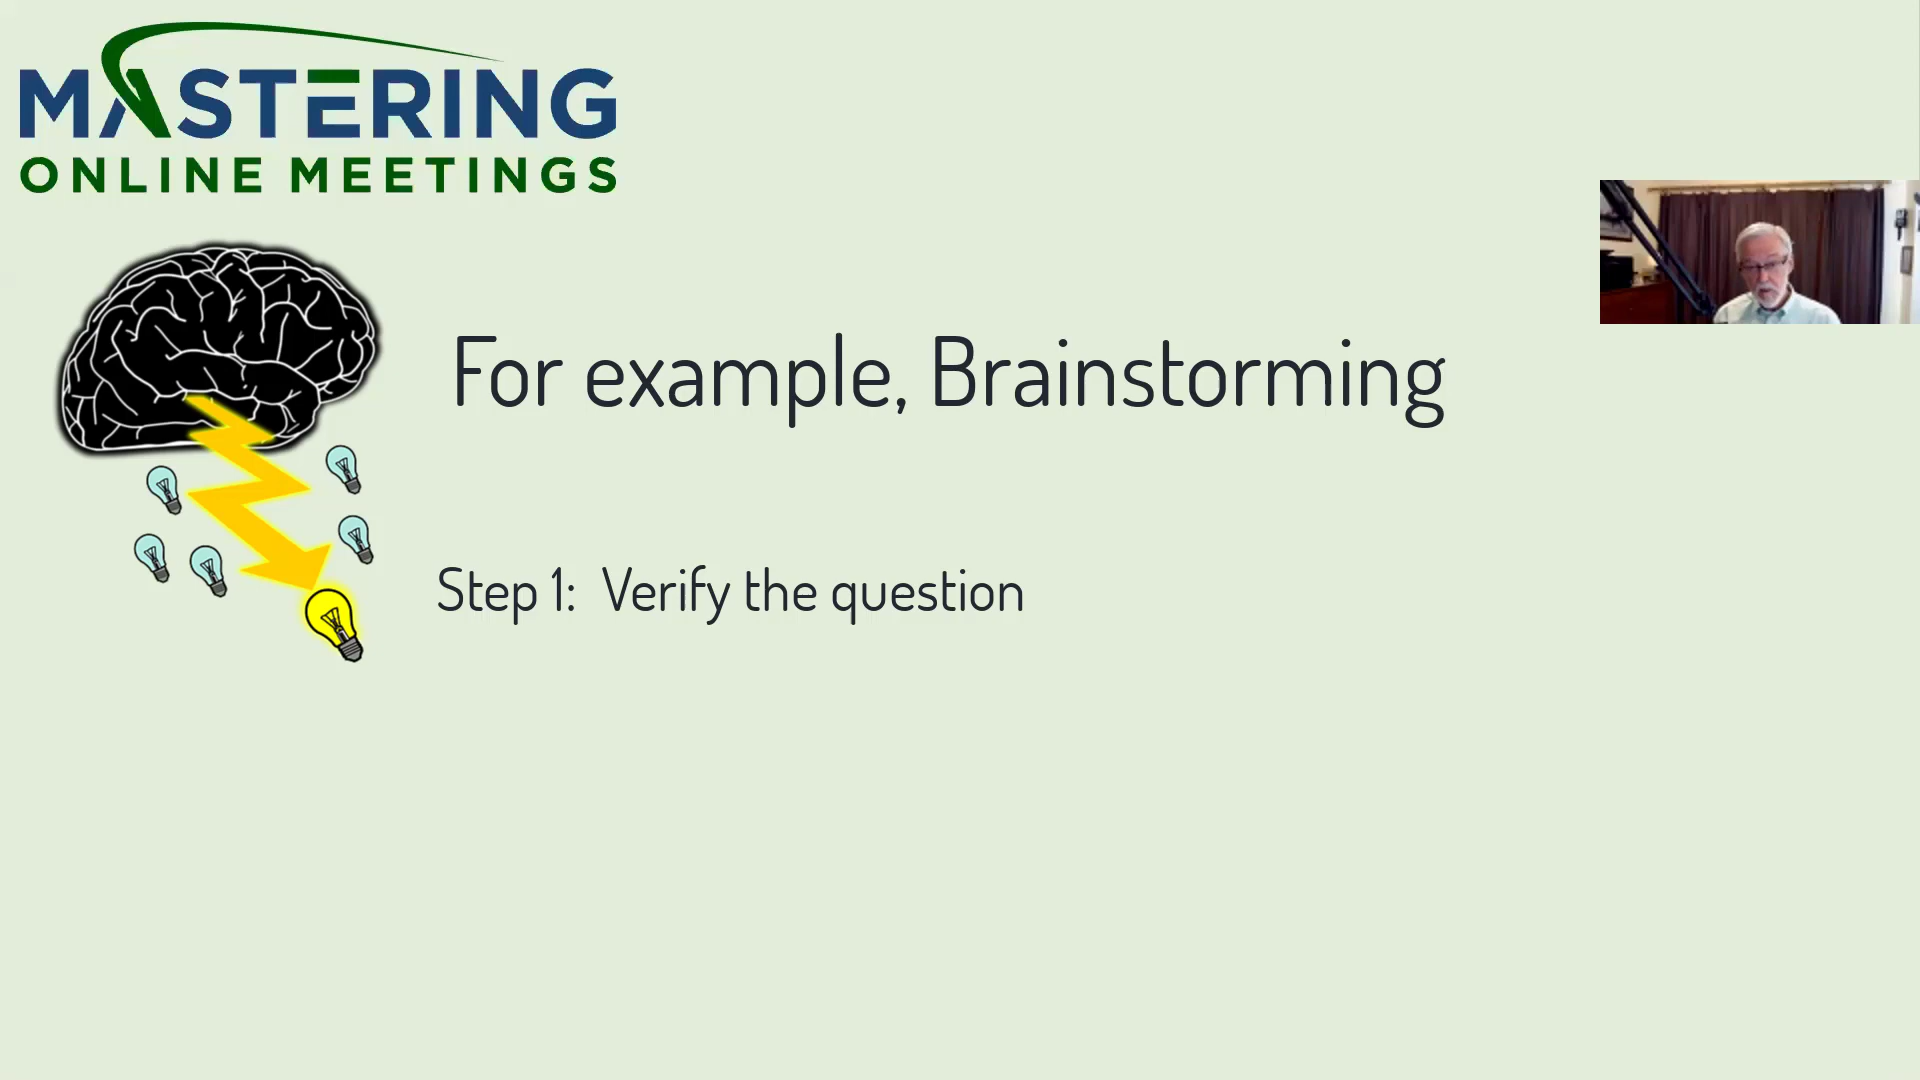 MASTERING
ONLINE MEETINGS
For example, Brainstorming
Step 1: Verify the question